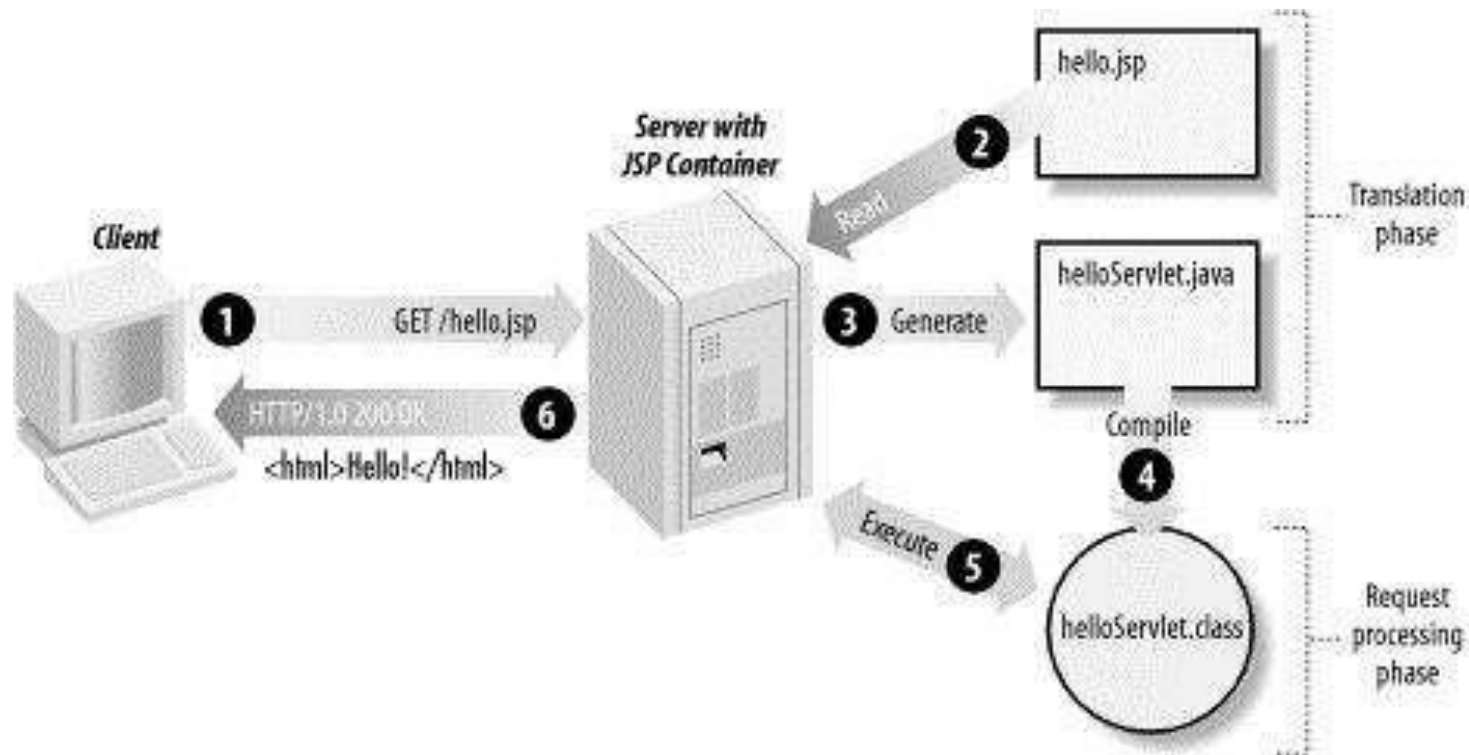 hello.jsp
Server with
JSP Container
2
Read
Translation
phase
Client
helloServlet.java
1
GET /hello.jsp
3
Generate
HTTP/1.0 200 OK
6
<html>Hello!</html>
Compile
4
Execute
5
helloServlet.class
Request
processing
phase